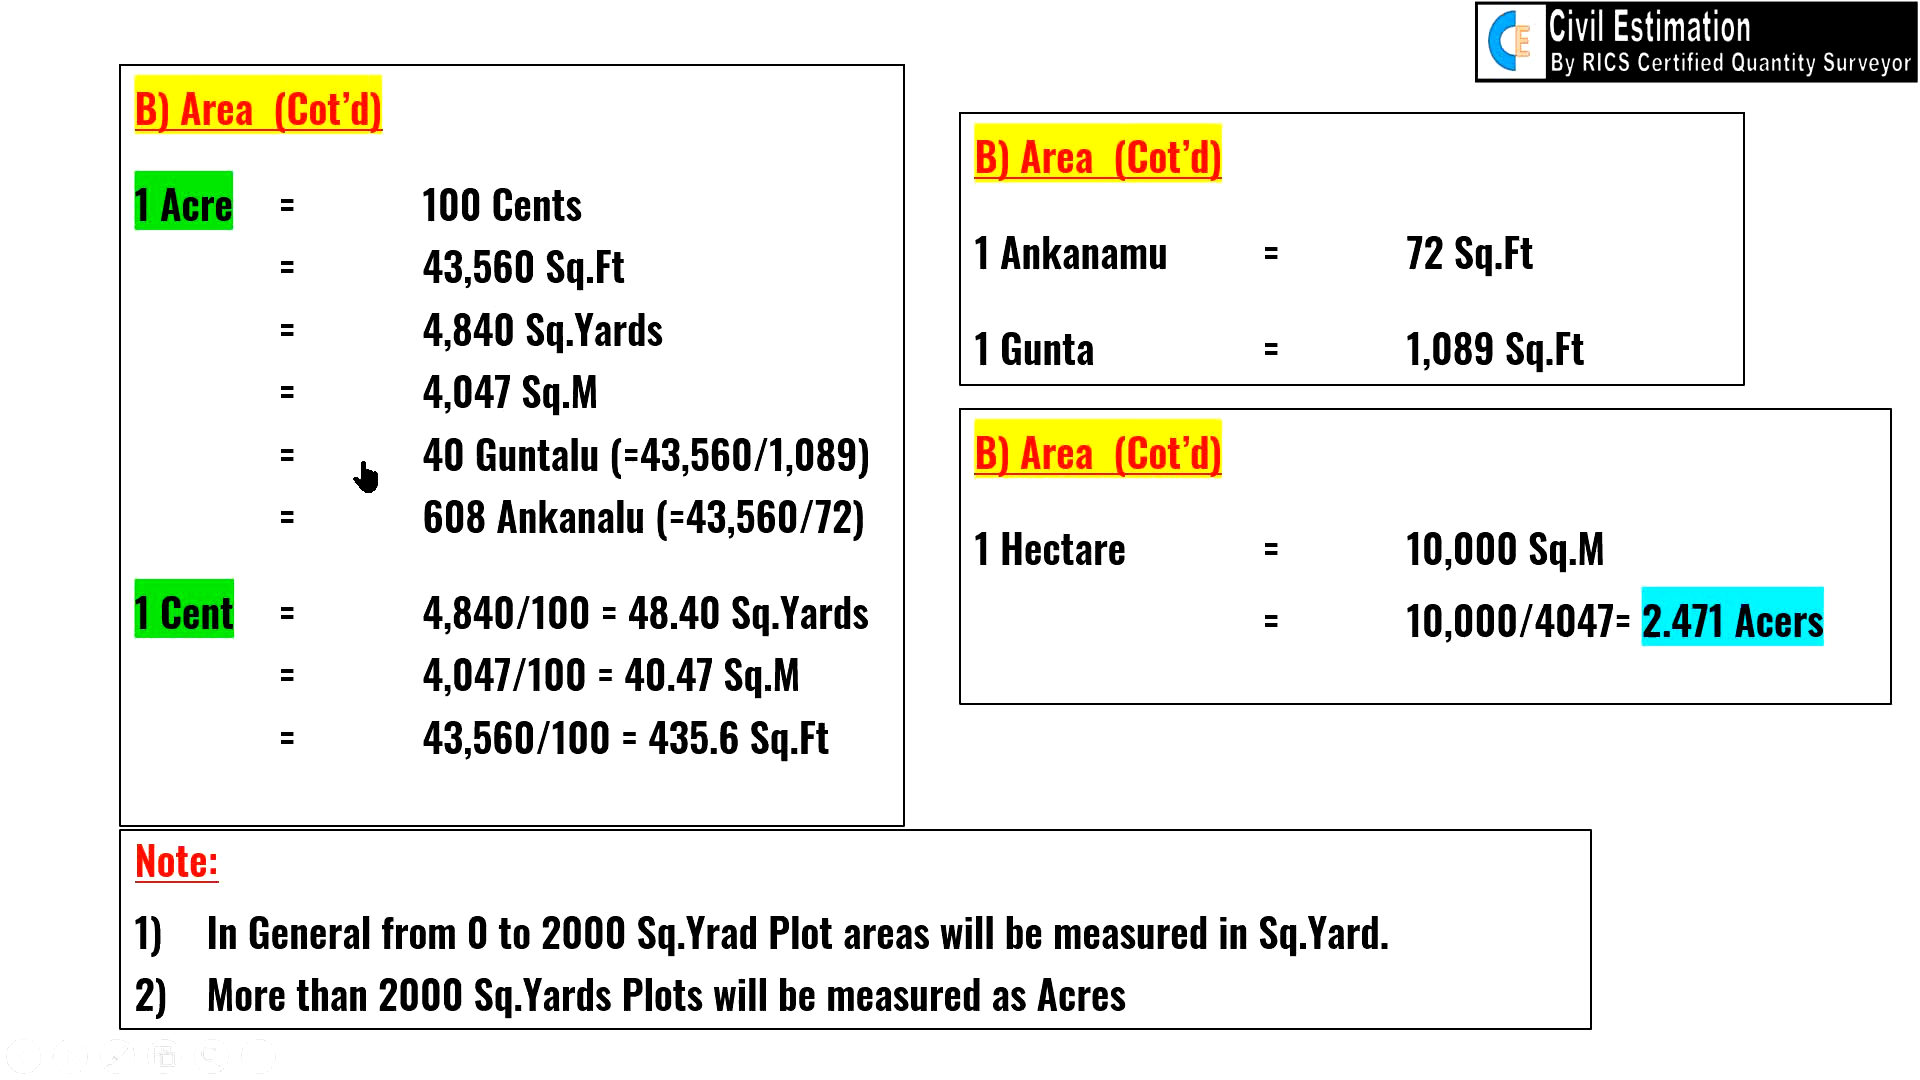 Civil Estimation
By RICS Certified Quantity Surveyor
B) Area (Cot’d)
1 Acre = 100 Cents
= 43,560 Sq.Ft
= 4,840 Sq.Yards
= 4,047 Sq.M
= 40 Guntalu (=43,560/1,089)
= 608 Ankanalu (=43,560/72)
1 Cent = 4,840/100 = 48.40 Sq.Yards
= 4,047/100 = 40.47 Sq.M
= 43,560/100 = 435.6 Sq.Ft
B) Area (Cot’d)
1 Ankanamu = 72 Sq.Ft
1 Gunta = 1,089 Sq.Ft
B) Area (Cot’d)
1 Hectare = 10,000 Sq.M
= 10,000/4047= 2.471 Acers
Note:
1) In General from 0 to 2000 Sq.Yrad Plot areas will be measured in Sq.Yard.
2) More than 2000 Sq.Yards Plots will be measured as Acres